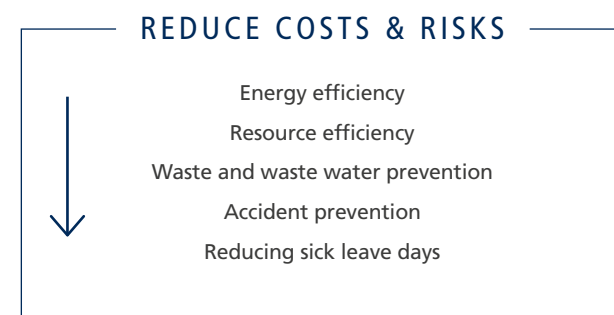 REDUCE COSTS & RISKS
Energy efficiency
Resource efficiency
Waste and waste water prevention
Accident prevention
Reducing sick leave days